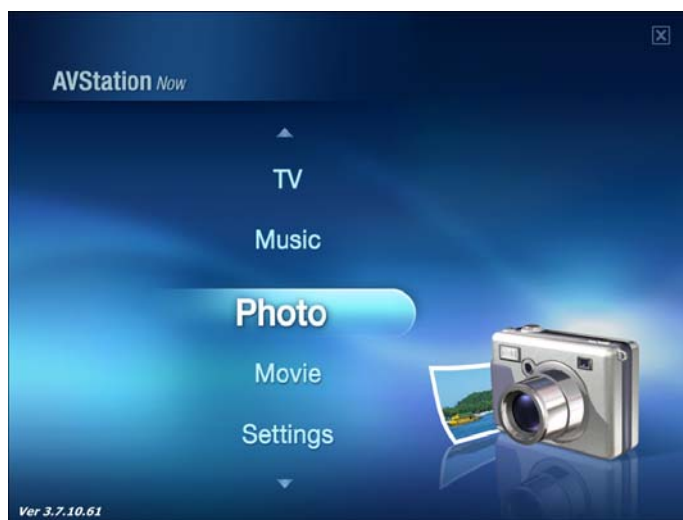 AVStation Now
TV
Music
Photo
Movie
Settings
Ver 3.7.10.61